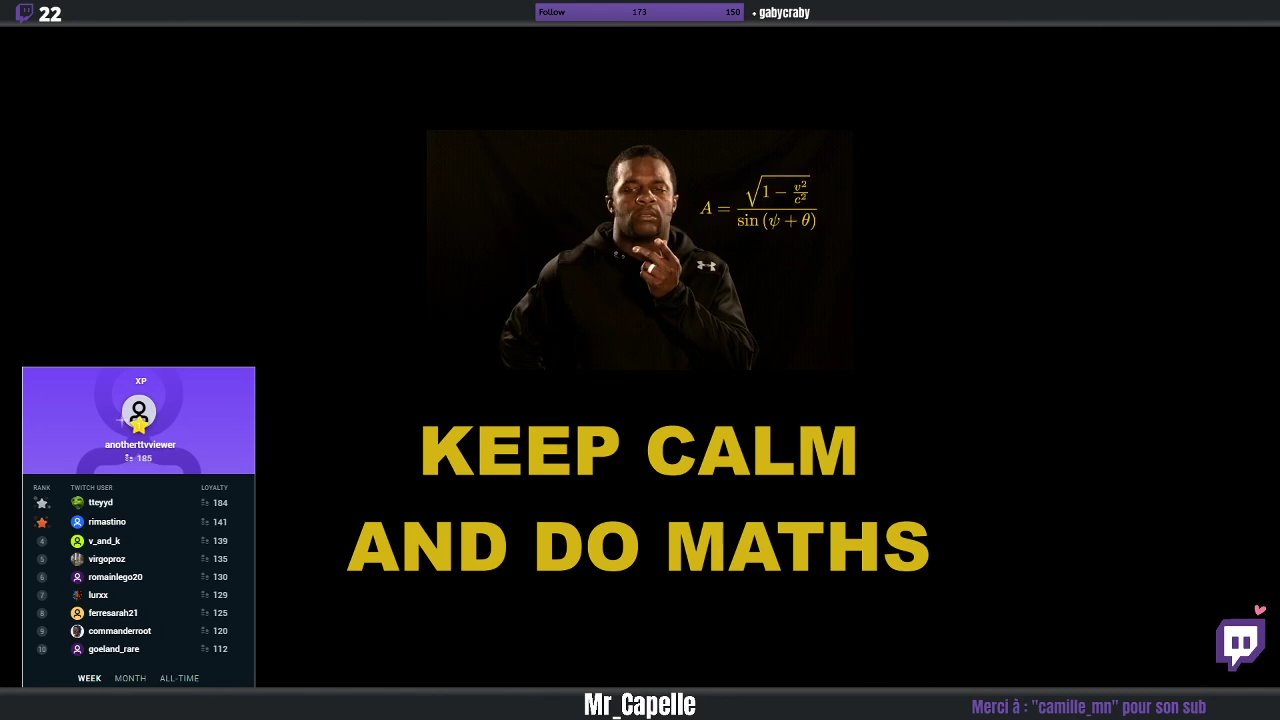 22
Follow 173 150 • gabycraby
A = √(1 − v²/c²) / sin (ψ + θ)
XP
anotherttvviewer
185
RANK TWITCH USER LOYALTY
tteyyd 184
rimastino 141
4 v_and_k 139
5 virgoproz 135
6 romainlego20 130
7 lurxx 129
8 ferresarah21 125
9 commanderroot 120
10 goeland_rare 112
WEEK MONTH ALL-TIME
KEEP CALM
AND DO MATHS
Mr_Capelle
Merci à : "camille_mn" pour son sub